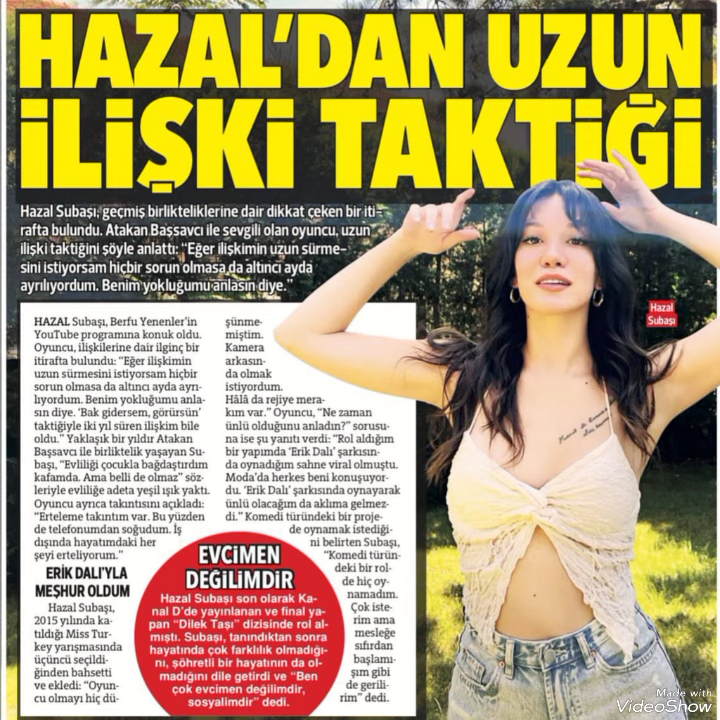 HAZAL'DAN UZUN
İLİŞKİ TAKTİĞİ
Hazal Subaşı, geçmiş birlikteliklerine dair dikkat çeken bir iti-
rafta bulundu. Atakan Başsavcı ile sevgili olan oyuncu, uzun
ilişki taktiğini şöyle anlattı: “Eğer ilişkimin uzun sürme-
sini istiyorsam hiçbir sorun olmasa da altıncı ayda
ayrılıyordum. Benim yokluğumu anlasın diye.”
Hazal
Subaşı
HAZAL Subaşı, Berfu Yenenler’in
YouTube programına konuk oldu.
Oyuncu, ilişkilerine dair ilginç bir
itirafta bulundu: “Eğer ilişkimin
uzun sürmesini istiyorsam hiçbir
sorun olmasa da altıncı ayda ayrı-
lıyordum. Benim yokluğumu anla-
sın diye. ‘Bak gidersem, görürsün’
taktiğiyle iki yıl süren ilişkim bile
oldu.” Yaklaşık bir yıldır Atakan
Başsavcı ile birliktelik yaşayan Su-
başı, “Evliliği çocukla bağdaştırdım
kafamda. Ama belli de olmaz” söz-
leriyle evliliğe adeta yeşil ışık yaktı.
Oyuncu ayrıca takıntısını açıkladı:
“Erteleme takıntım var. Bu yüzden
de telefonumdan soğudum. İş
dışında hayatımdaki her
şeyi erteliyorum.”
ERİK DALI’YLA
MEŞHUR OLDUM
Hazal Subaşı,
2015 yılında ka-
tıldığı Miss Tur-
key yarışmasında
üçüncü seçildi-
ğinden bahsetti
ve ekledi: “Oyun-
cu olmayı hiç dü-
şünme-
miştim.
Kamera
arkasın-
da olmak
istiyordum.
Hâlâ da rejiye mera-
kım var.” Oyuncu, “Ne zaman
ünlü olduğunu anladın?” sorusu-
na ise şu yanıtı verdi: “Rol aldığım
bir yapımda ‘Erik Dalı’ şarkısın-
da oynadığım sahne viral olmuştu.
Moda’da herkes beni konuşuyor-
du. ‘Erik Dalı’ şarkısında oynayarak
ünlü olacağım da aklıma gelmez-
di.” Komedi türündeki bir proje-
de oynamak istediği-
ni belirten Subaşı,
“Komedi türün-
deki bir rol-
de hiç oy-
namadım.
Çok iste-
rim ama
mesleğe
sıfırdan
başlamı-
şım gibi
de gerili-
rim” dedi.
EVCİMEN
DEĞİLİMDİR
Hazal Subaşı son olarak Ka-
nal D’de yayınlanan ve final ya-
pan “Dilek Taşı” dizisinde rol al-
mıştı. Subaşı, tanındıktan sonra
hayatında çok farklılık olmadığı-
nı, şöhretli bir hayatının da ol-
madığını dile getirdi ve “Ben
çok evcimen değilimdir,
sosyalimdir” dedi.
Made with
VideoShow